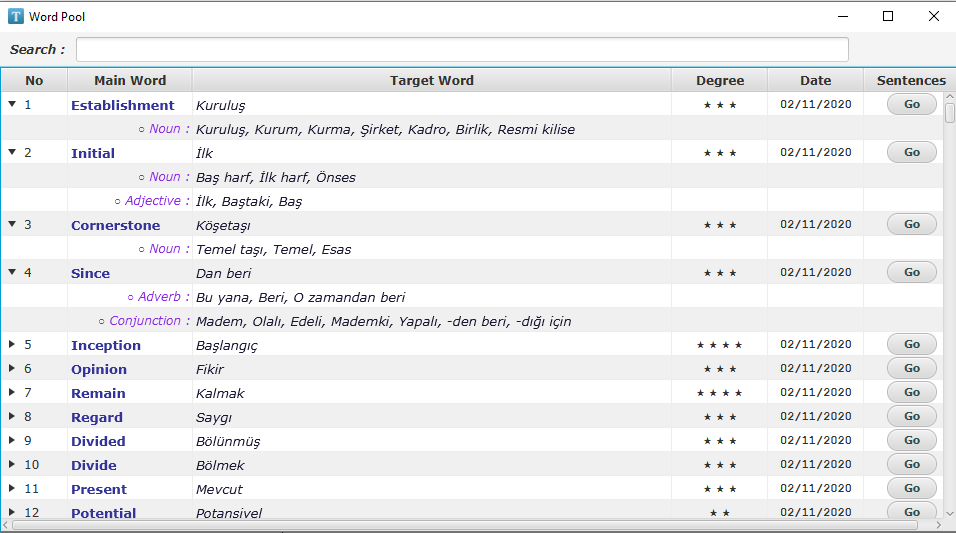 T Word Pool
Search :
No Main Word Target Word Degree Date Sentences
1 Establishment Kuruluş ★ ★ ★ 02/11/2020 Go
○ Noun : Kuruluş, Kurum, Kurma, Şirket, Kadro, Birlik, Resmi kilise
2 Initial İlk ★ ★ ★ 02/11/2020 Go
○ Noun : Baş harf, İlk harf, Önses
○ Adjective : İlk, Baştaki, Baş
3 Cornerstone Köşetaşı ★ ★ ★ 02/11/2020 Go
○ Noun : Temel taşı, Temel, Esas
4 Since Dan beri ★ ★ ★ 02/11/2020 Go
○ Adverb : Bu yana, Beri, O zamandan beri
○ Conjunction : Madem, Olalı, Edeli, Mademki, Yapalı, -den beri, -dığı için
5 Inception Başlangıç ★ ★ ★ ★ 02/11/2020 Go
6 Opinion Fikir ★ ★ ★ 02/11/2020 Go
7 Remain Kalmak ★ ★ ★ ★ 02/11/2020 Go
8 Regard Saygı ★ ★ ★ 02/11/2020 Go
9 Divided Bölünmüş ★ ★ ★ 02/11/2020 Go
10 Divide Bölmek ★ ★ ★ 02/11/2020 Go
11 Present Mevcut ★ ★ ★ 02/11/2020 Go
12 Potential Potansiyel ★ ★ 02/11/2020 Go